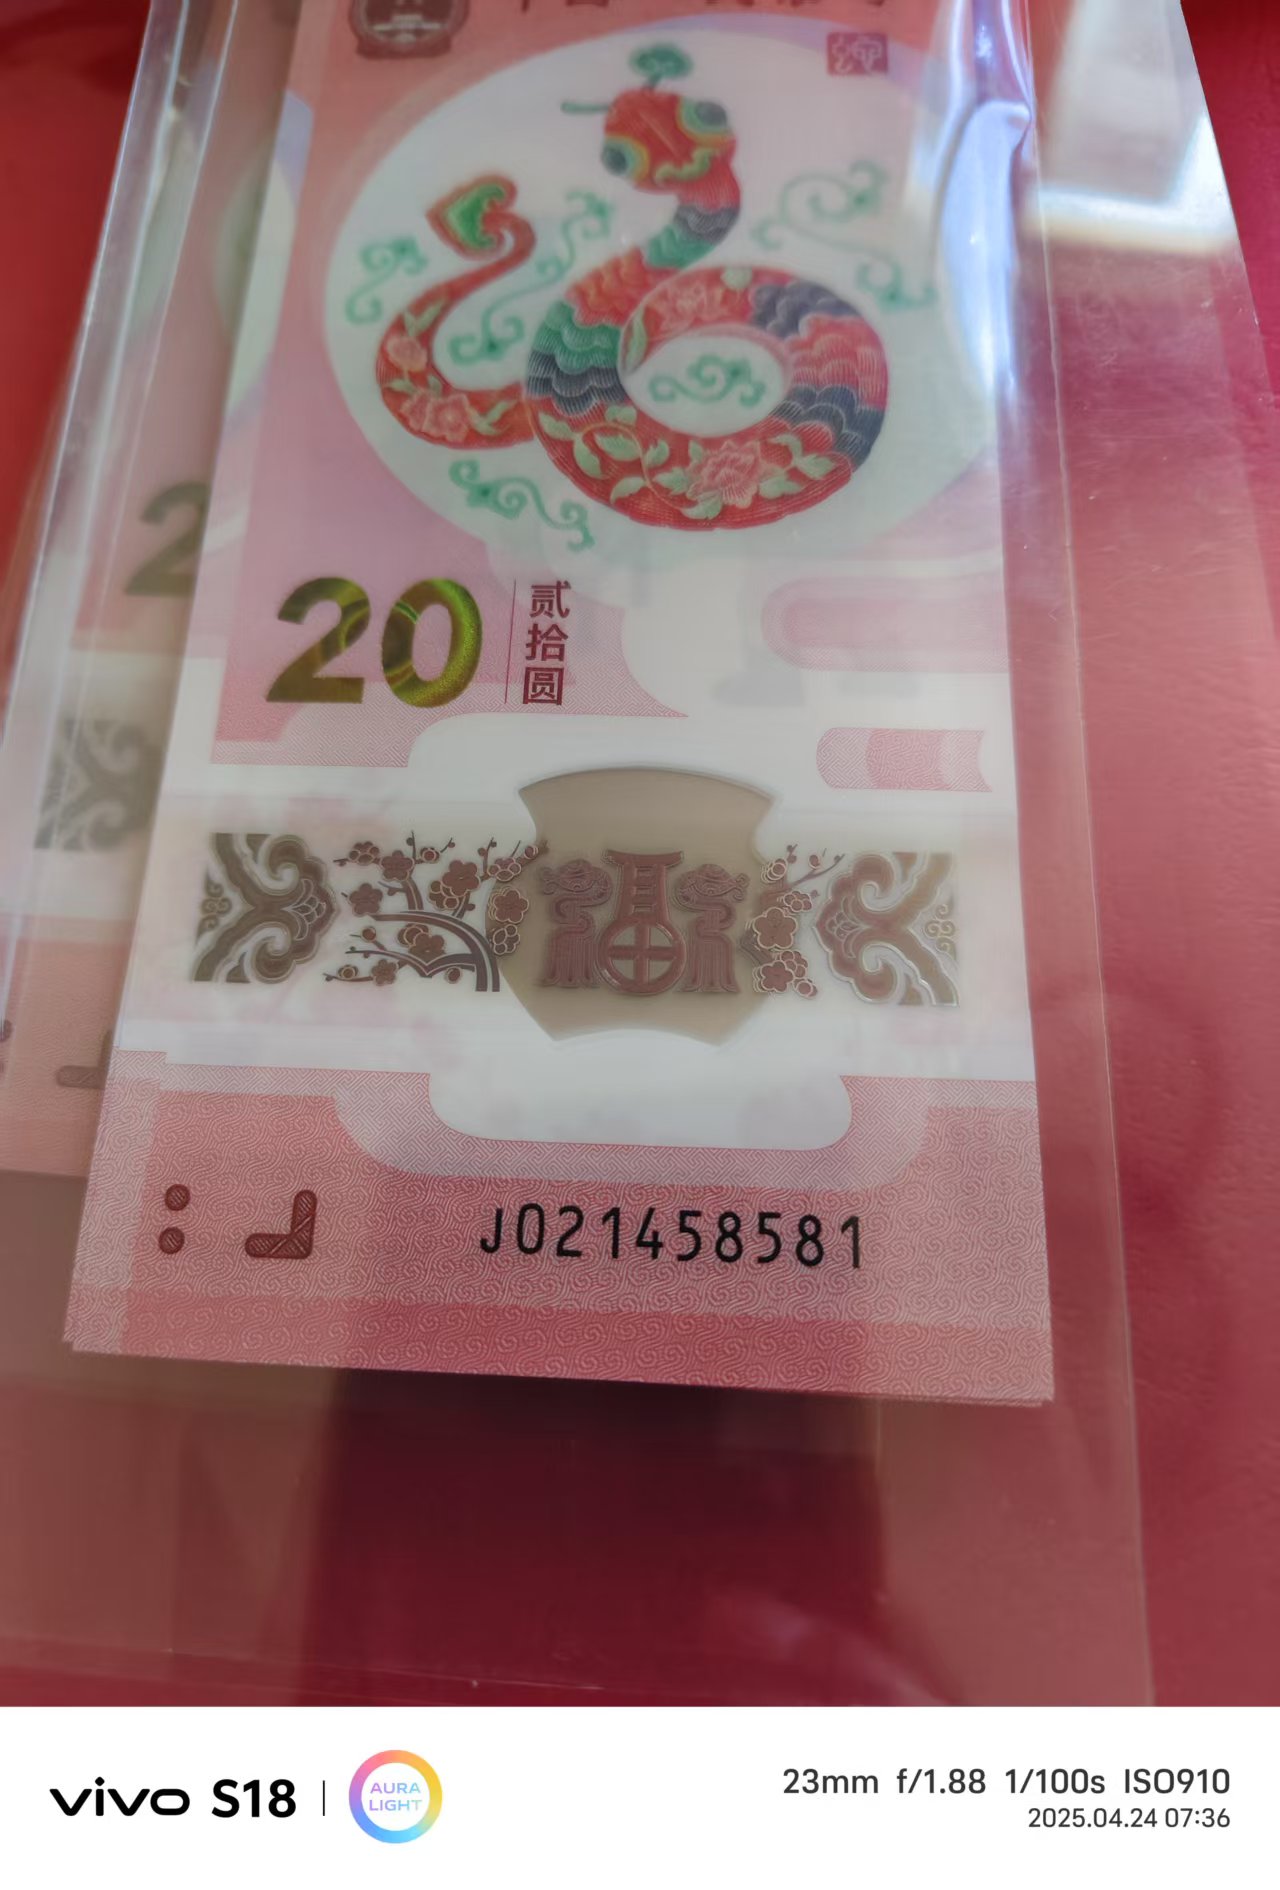 20
贰拾圆
福
J021458581
2
vivo S18
AURA
LIGHT
23mm f/1.88 1/100s ISO910
2025.04.24 07:36